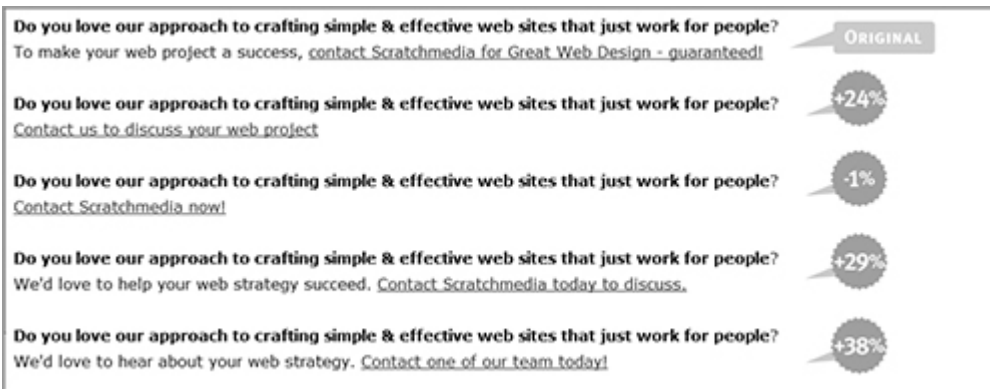 Do you love our approach to crafting simple & effective web sites that just work for people?
ORIGINAL
To make your web project a success, contact Scratchmedia for Great Web Design - guaranteed!
Do you love our approach to crafting simple & effective web sites that just work for people?
+24%
Contact us to discuss your web project
Do you love our approach to crafting simple & effective web sites that just work for people?
-1%
Contact Scratchmedia now!
Do you love our approach to crafting simple & effective web sites that just work for people?
+29%
We'd love to help your web strategy succeed. Contact Scratchmedia today to discuss.
Do you love our approach to crafting simple & effective web sites that just work for people?
+38%
We'd love to hear about your web strategy. Contact one of our team today!